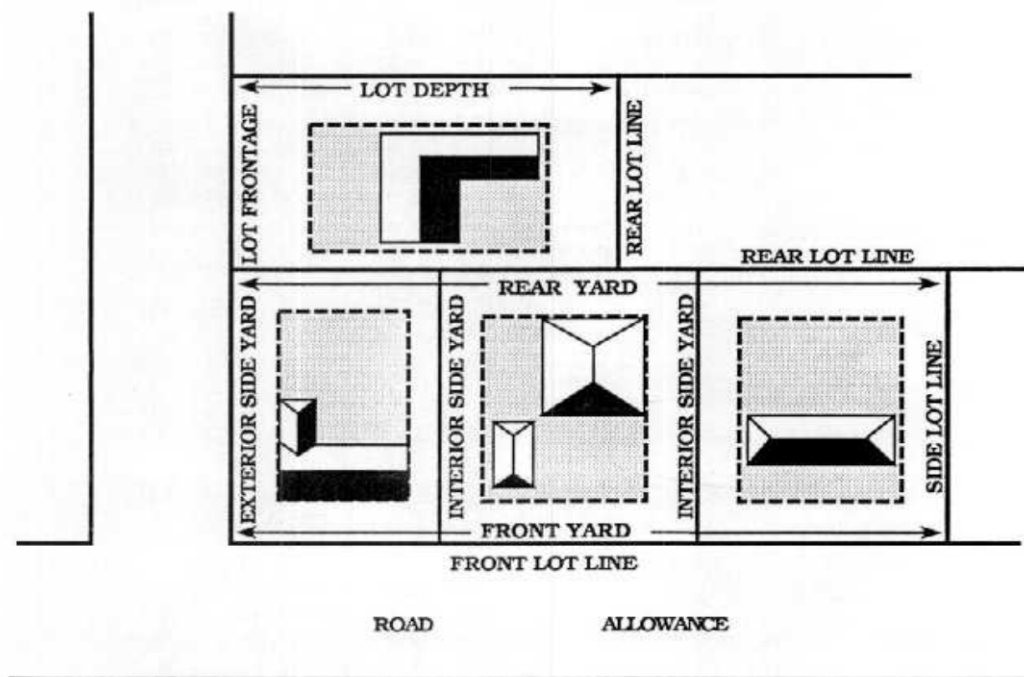 LOT DEPTH
LOT FRONTAGE
REAR LOT LINE
REAR LOT LINE
REAR YARD
EXTERIOR SIDE YARD
INTERIOR SIDE YARD
INTERIOR SIDE YARD
SIDE LOT LINE
FRONT YARD
FRONT LOT LINE
ROAD ALLOWANCE